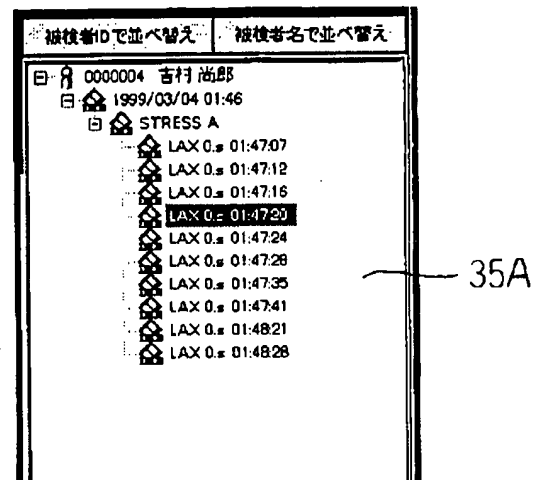 被検者IDで並べ替え 被検者名で並べ替え
0000004 吉村 尚郎
1999/03/04 01:46
STRESS A
LAX 0.s 01:47:07
LAX 0.s 01:47:12
LAX 0.s 01:47:16
LAX 0.s 01:47:20
LAX 0.s 01:47:24
LAX 0.s 01:47:28
LAX 0.s 01:47:35
LAX 0.s 01:47:41
LAX 0.s 01:48:21
LAX 0.s 01:48:28
35A